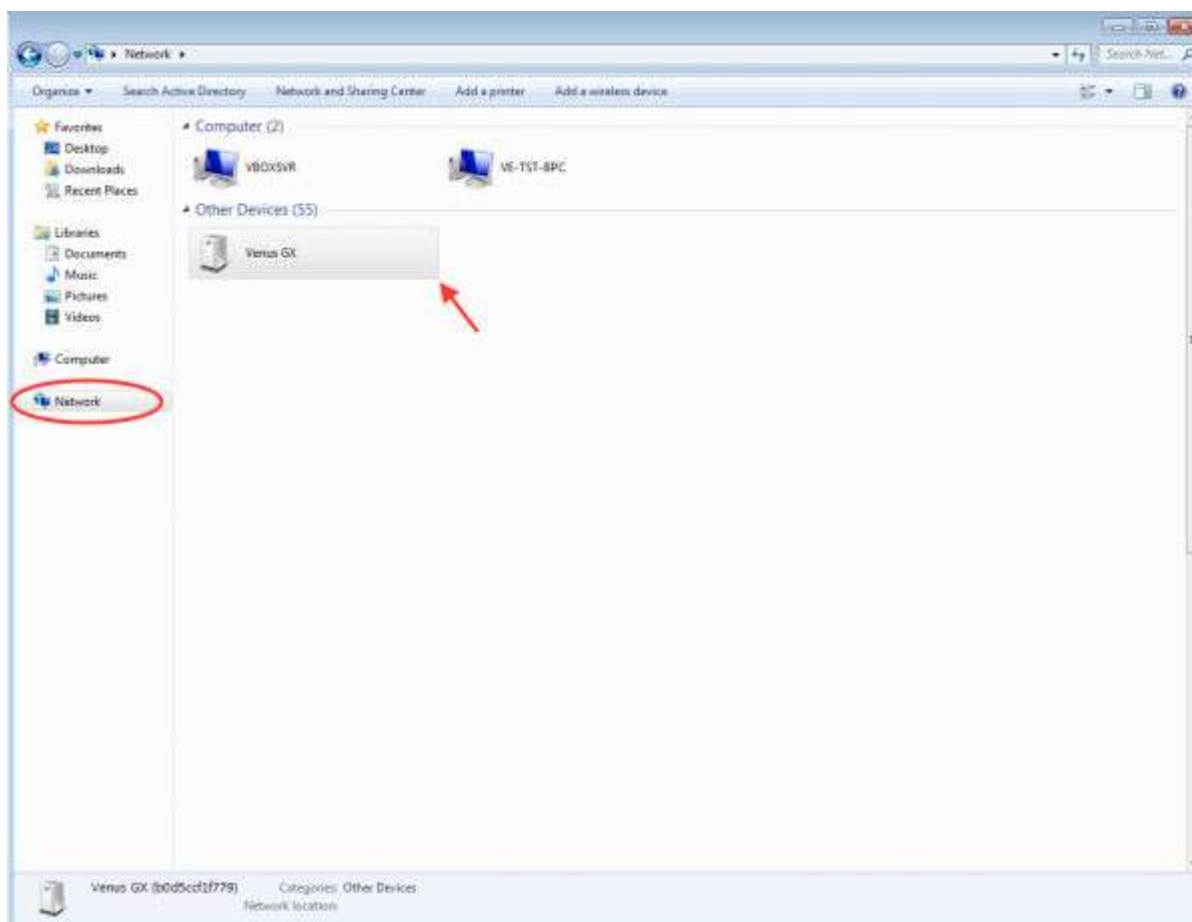 Network
Search Net...
Organize
Search Active Directory
Network and Sharing Center
Add a printer
Add a wireless device
Favorites
Desktop
Downloads
Recent Places
Libraries
Documents
Music
Pictures
Videos
Computer
Network
Computer (2)
VBOXSVR
VE-TST-BPC
Other Devices (55)
Venus GX
Venus GX (b0d5ccf1f779)
Categories: Other Devices
Network location: